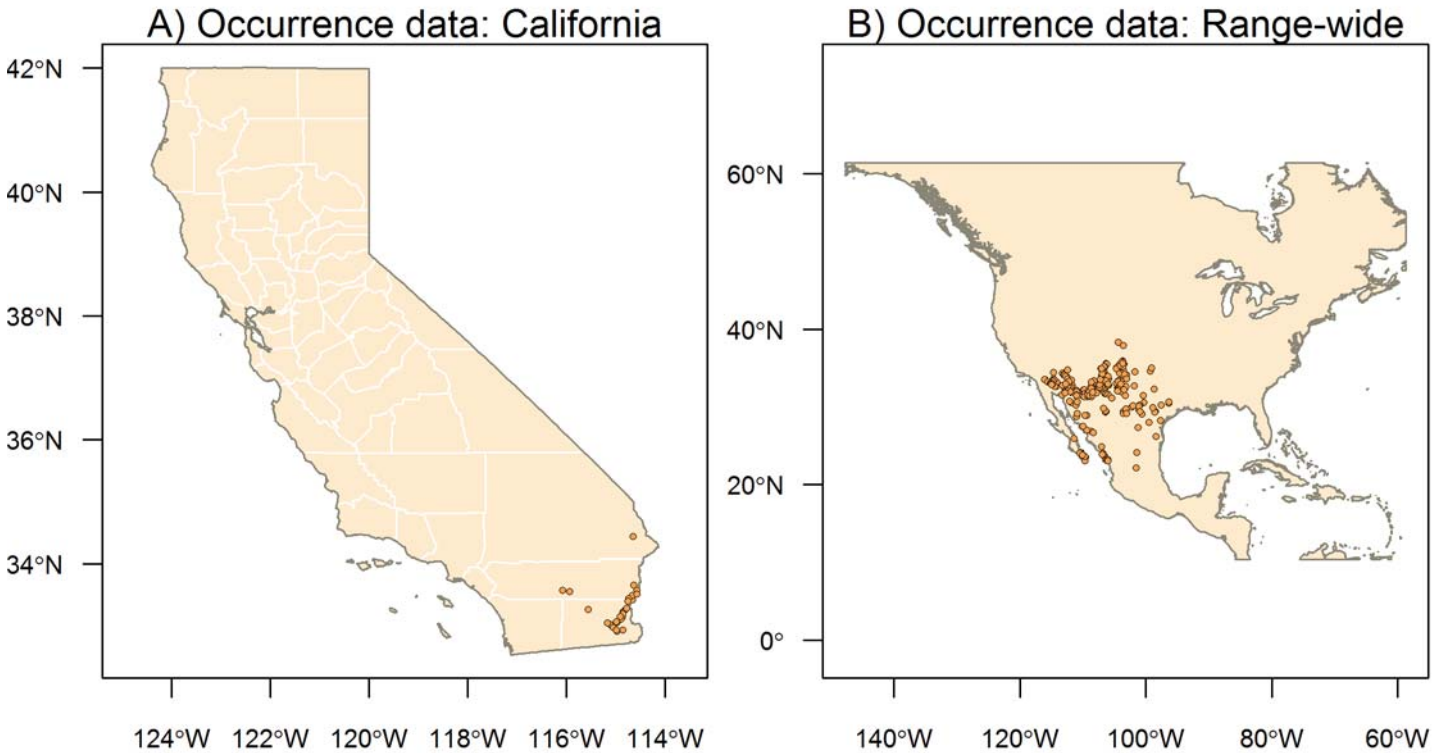 A) Occurrence data: California
42°N
40°N
38°N
36°N
34°N
124°W 122°W 120°W 118°W 116°W 114°W
B) Occurrence data: Range-wide
60°N
40°N
20°N
0°
140°W 120°W 100°W 80°W 60°W